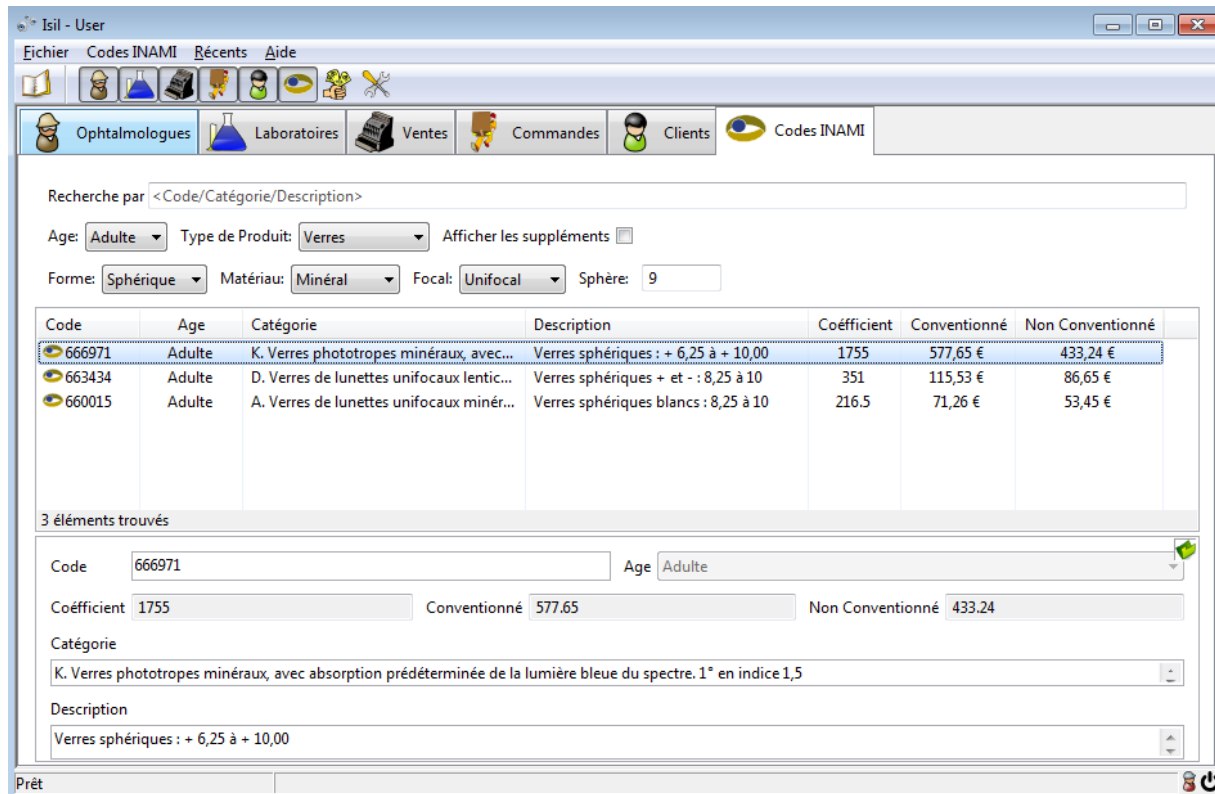 Isil - User
Fichier Codes INAMI Récents Aide
Ophtalmologues Laboratoires Ventes Commandes Clients Codes INAMI
Recherche par <Code/Catégorie/Description>
Age: Adulte Type de Produit: Verres Afficher les suppléments
Forme: Sphérique Matériau: Minéral Focal: Unifocal Sphère: 9
Code Age Catégorie Description Coéfficient Conventionné Non Conventionné
666971 Adulte K. Verres phototropes minéraux, avec... Verres sphériques : + 6,25 à + 10,00 1755 577,65 € 433,24 €
663434 Adulte D. Verres de lunettes unifocaux lentic... Verres sphériques + et - : 8,25 à 10 351 115,53 € 86,65 €
660015 Adulte A. Verres de lunettes unifocaux minér... Verres sphériques blancs : 8,25 à 10 216.5 71,26 € 53,45 €
3 éléments trouvés
Code 666971 Age Adulte
Coéfficient 1755 Conventionné 577.65 Non Conventionné 433.24
Catégorie
K. Verres phototropes minéraux, avec absorption prédéterminée de la lumière bleue du spectre. 1° en indice 1,5
Description
Verres sphériques : + 6,25 à + 10,00
Prêt